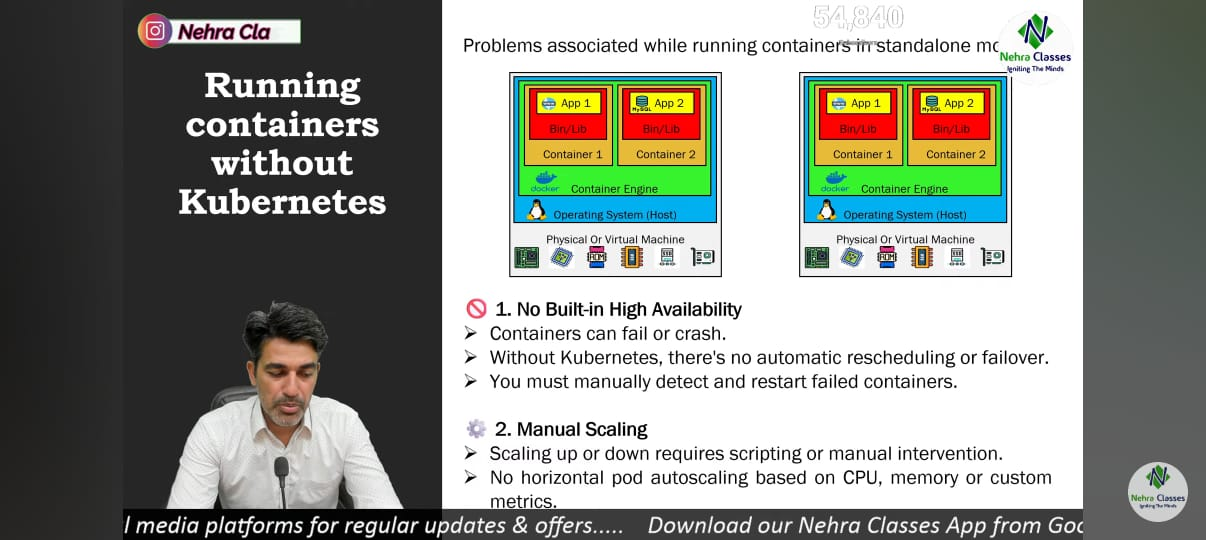 Nehra Cla
Running
containers
without
Kubernetes
54,840
Problems associated while running containers in standalone mo
Nehra Classes
Igniting The Minds
App 1
App 2
MySQL
Bin/Lib
Bin/Lib
Container 1
Container 2
docker
Container Engine
Operating System (Host)
Physical Or Virtual Machine
ROM
App 1
App 2
MySQL
Bin/Lib
Bin/Lib
Container 1
Container 2
docker
Container Engine
Operating System (Host)
Physical Or Virtual Machine
ROM
1. No Built-in High Availability
Containers can fail or crash.
Without Kubernetes, there's no automatic rescheduling or failover.
You must manually detect and restart failed containers.
2. Manual Scaling
Scaling up or down requires scripting or manual intervention.
No horizontal pod autoscaling based on CPU, memory or custom
metrics.
Nehra Classes
Igniting The Minds
l media platforms for regular updates & offers..... Download our Nehra Classes App from Goo